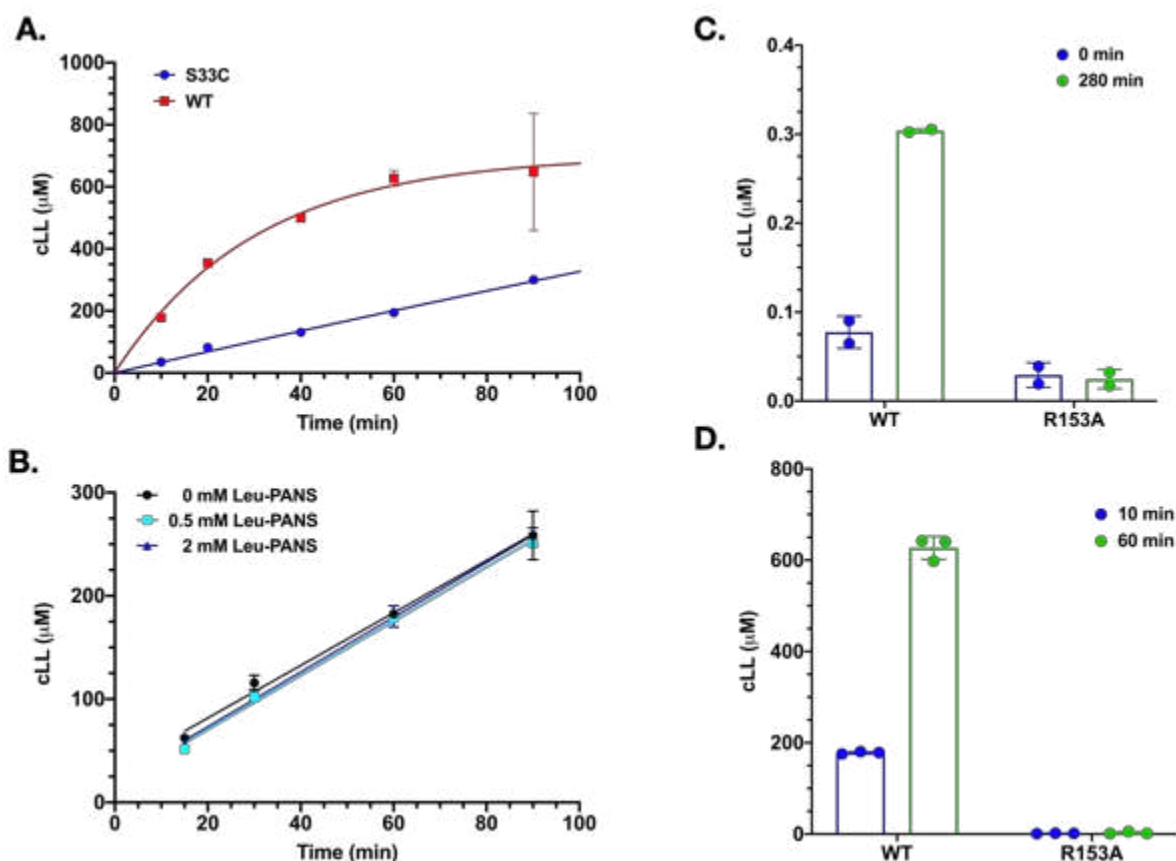 A.
1000
800
600
400
200
0
cLL (μM)
S33C
WT
0 20 40 60 80 100
Time (min)
B.
300
200
100
0
cLL (μM)
0 mM Leu-PANS
0.5 mM Leu-PANS
2 mM Leu-PANS
0 20 40 60 80 100
Time (min)
C.
0.4
0.3
0.2
0.1
0.0
cLL (μM)
0 min
280 min
WT R153A
D.
800
600
400
200
0
cLL (μM)
10 min
60 min
WT R153A